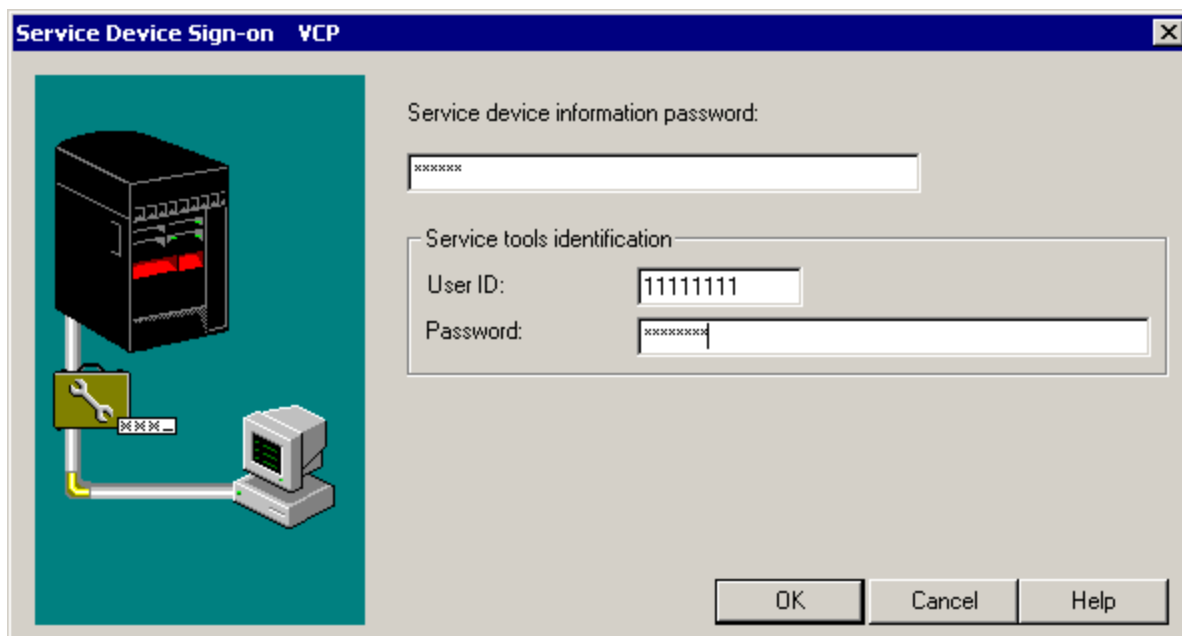 Service Device Sign-on VCP
Service device information password:
******
Service tools identification
User ID: 11111111
Password: ********
***_
OK Cancel Help